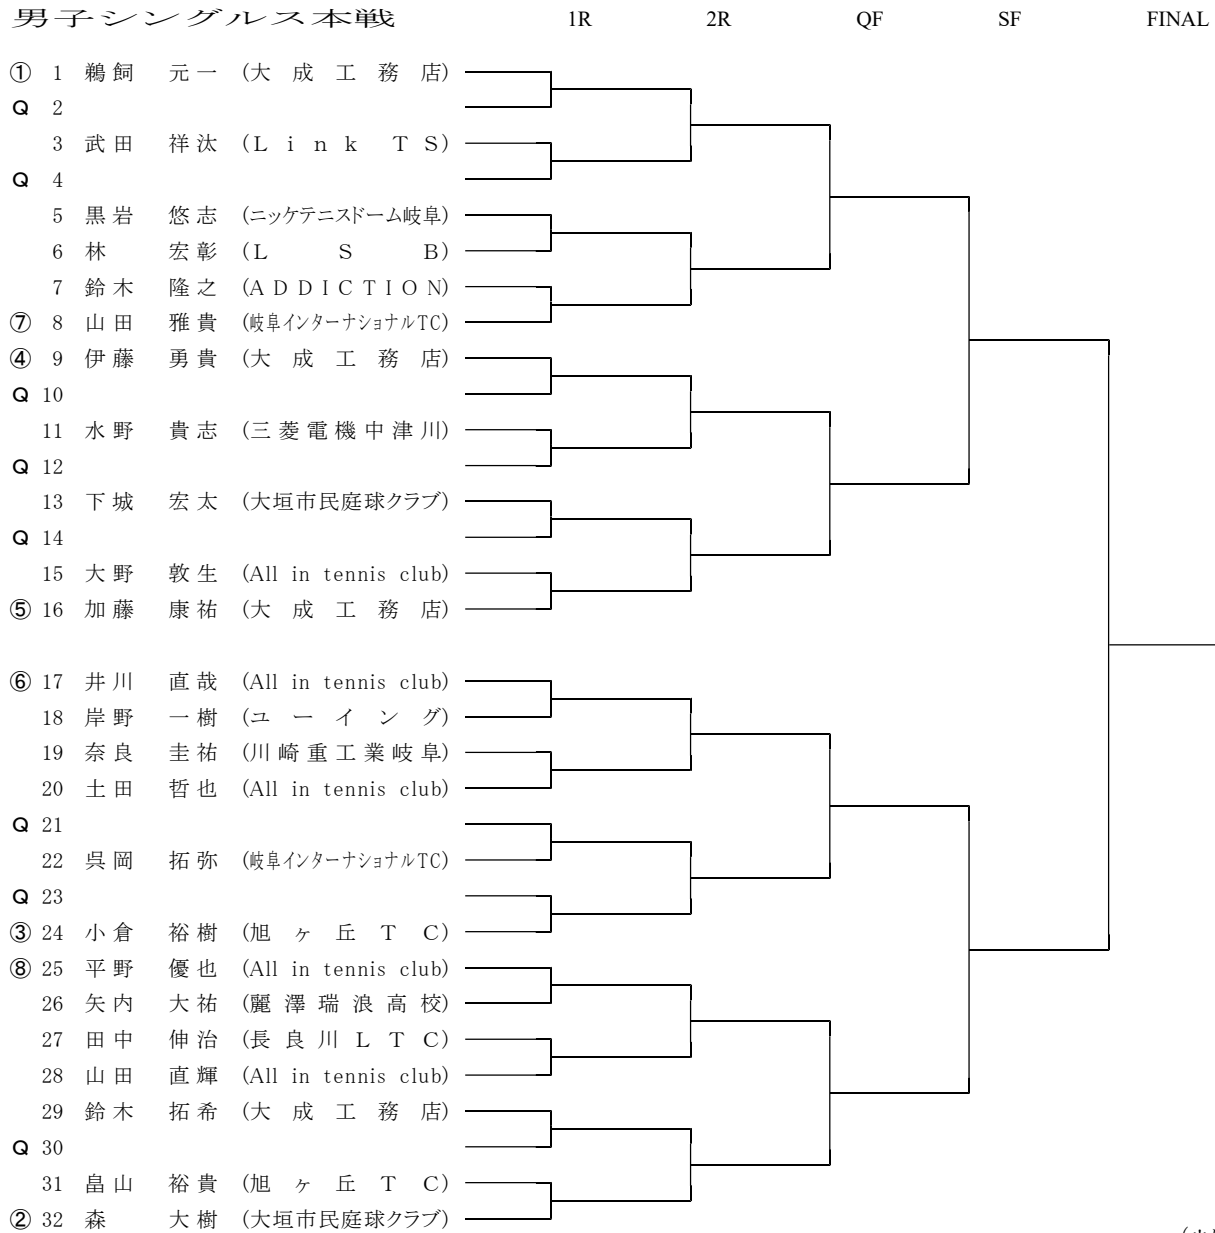 男子シングルス本戦 1R 2R QF SF FINAL
① 1 鵜飼 元一 (大成工務店)
Q 2
3 武田 祥汰 (Link TS)
Q 4
5 黒岩 悠志 (ニッケテニスドーム岐阜)
6 林 宏彰 (LSB)
7 鈴木 隆之 (ADDICTION)
⑦ 8 山田 雅貴 (岐阜インターナショナルTC)
④ 9 伊藤 勇貴 (大成工務店)
Q 10
11 水野 貴志 (三菱電機中津川)
Q 12
13 下城 宏太 (大垣市民庭球クラブ)
Q 14
15 大野 敦生 (All in tennis club)
⑤ 16 加藤 康祐 (大成工務店)
⑥ 17 井川 直哉 (All in tennis club)
18 岸野 一樹 (ユーイング)
19 奈良 圭祐 (川崎重工業岐阜)
20 土田 哲也 (All in tennis club)
Q 21
22 呉岡 拓弥 (岐阜インターナショナルTC)
Q 23
③ 24 小倉 裕樹 (旭ヶ丘TC)
⑧ 25 平野 優也 (All in tennis club)
26 矢内 大祐 (麗澤瑞浪高校)
27 田中 伸治 (長良川LTC)
28 山田 直輝 (All in tennis club)
29 鈴木 拓希 (大成工務店)
Q 30
31 畠山 裕貴 (旭ヶ丘TC)
② 32 森 大樹 (大垣市民庭球クラブ)